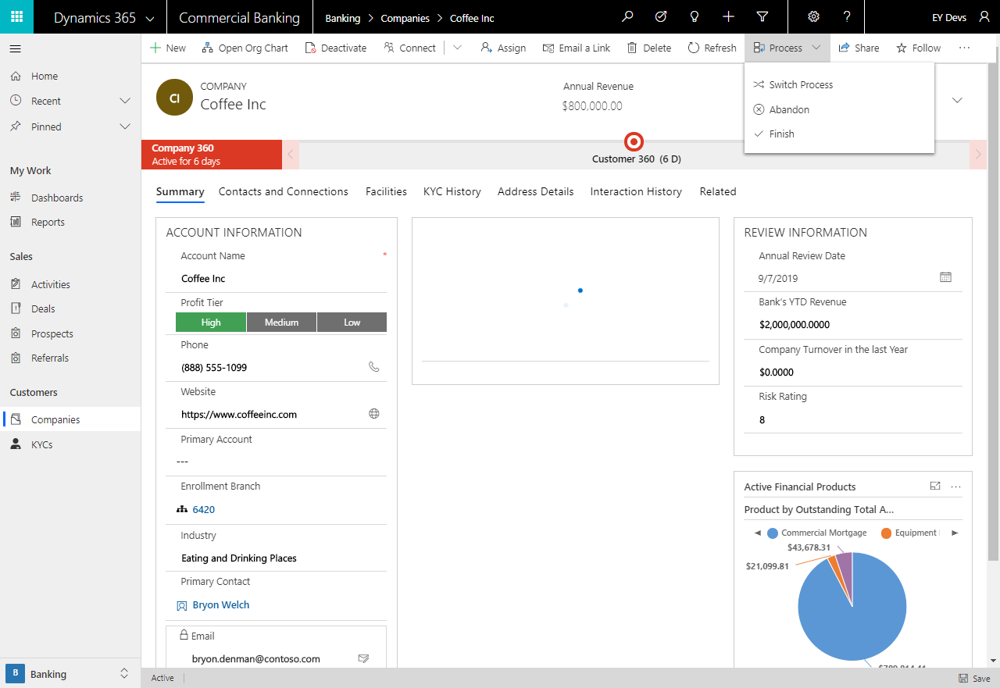 Dynamics 365
Commercial Banking
Banking > Companies > Coffee Inc
EY Devs
New
Open Org Chart
Deactivate
Connect
Assign
Email a Link
Delete
Refresh
Process
Share
Follow
Switch Process
Abandon
Finish
Home
Recent
Pinned
My Work
Dashboards
Reports
Sales
Activities
Deals
Prospects
Referrals
Customers
Companies
KYCs
B
Banking
CI
COMPANY
Coffee Inc
Annual Revenue
$800,000.00
Company 360
Active for 6 days
Customer 360 (6 D)
Summary
Contacts and Connections
Facilities
KYC History
Address Details
Interaction History
Related
ACCOUNT INFORMATION
Account Name *
Coffee Inc
Profit Tier
High Medium Low
Phone
(888) 555-1099
Website
https://www.coffeeinc.com
Primary Account
---
Enrollment Branch
6420
Industry
Eating and Drinking Places
Primary Contact
Bryon Welch
Email
bryon.denman@contoso.com
REVIEW INFORMATION
Annual Review Date
9/7/2019
Bank's YTD Revenue
$2,000,000.0000
Company Turnover in the last Year
$0.0000
Risk Rating
8
Active Financial Products
Product by Outstanding Total A...
Commercial Mortgage
Equipment
$43,678.31
$21,099.81
Active
Save